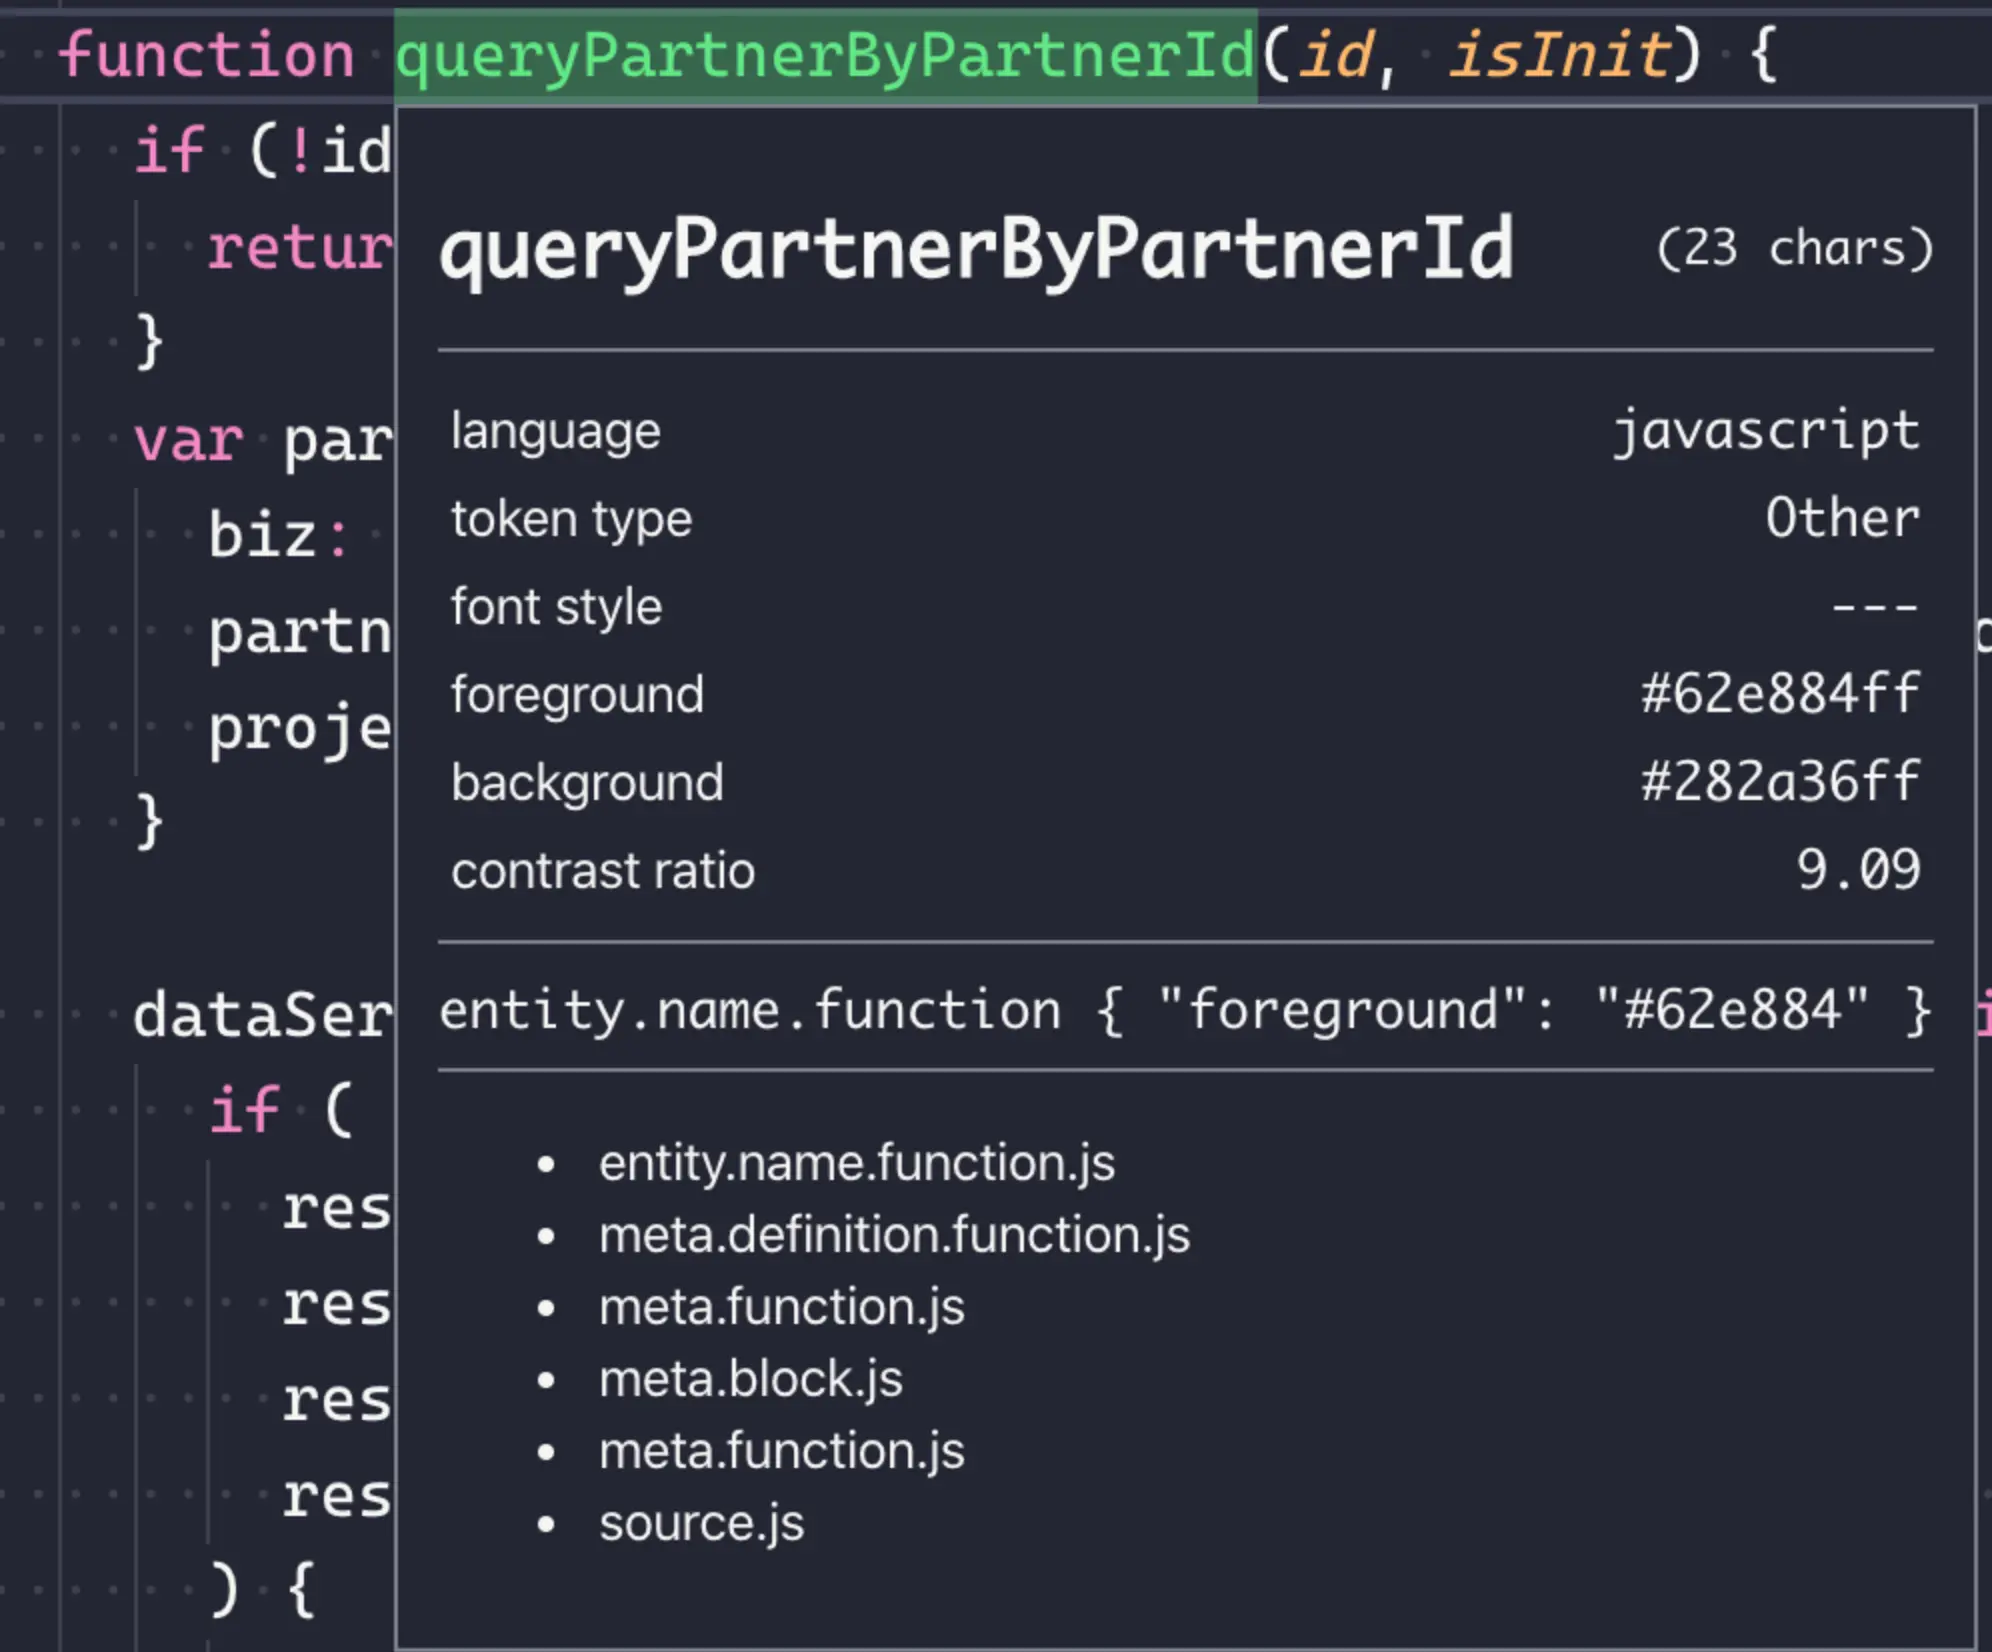 function queryPartnerByPartnerId(id, isInit) {
if (!id
retur
}
var par
biz:
partn
proje
}
dataSer
if (
res
res
res
res
) {
queryPartnerByPartnerId (23 chars)
language javascript
token type Other
font style ---
foreground #62e884ff
background #282a36ff
contrast ratio 9.09
entity.name.function { "foreground": "#62e884" }
• entity.name.function.js
• meta.definition.function.js
• meta.function.js
• meta.block.js
• meta.function.js
• source.js